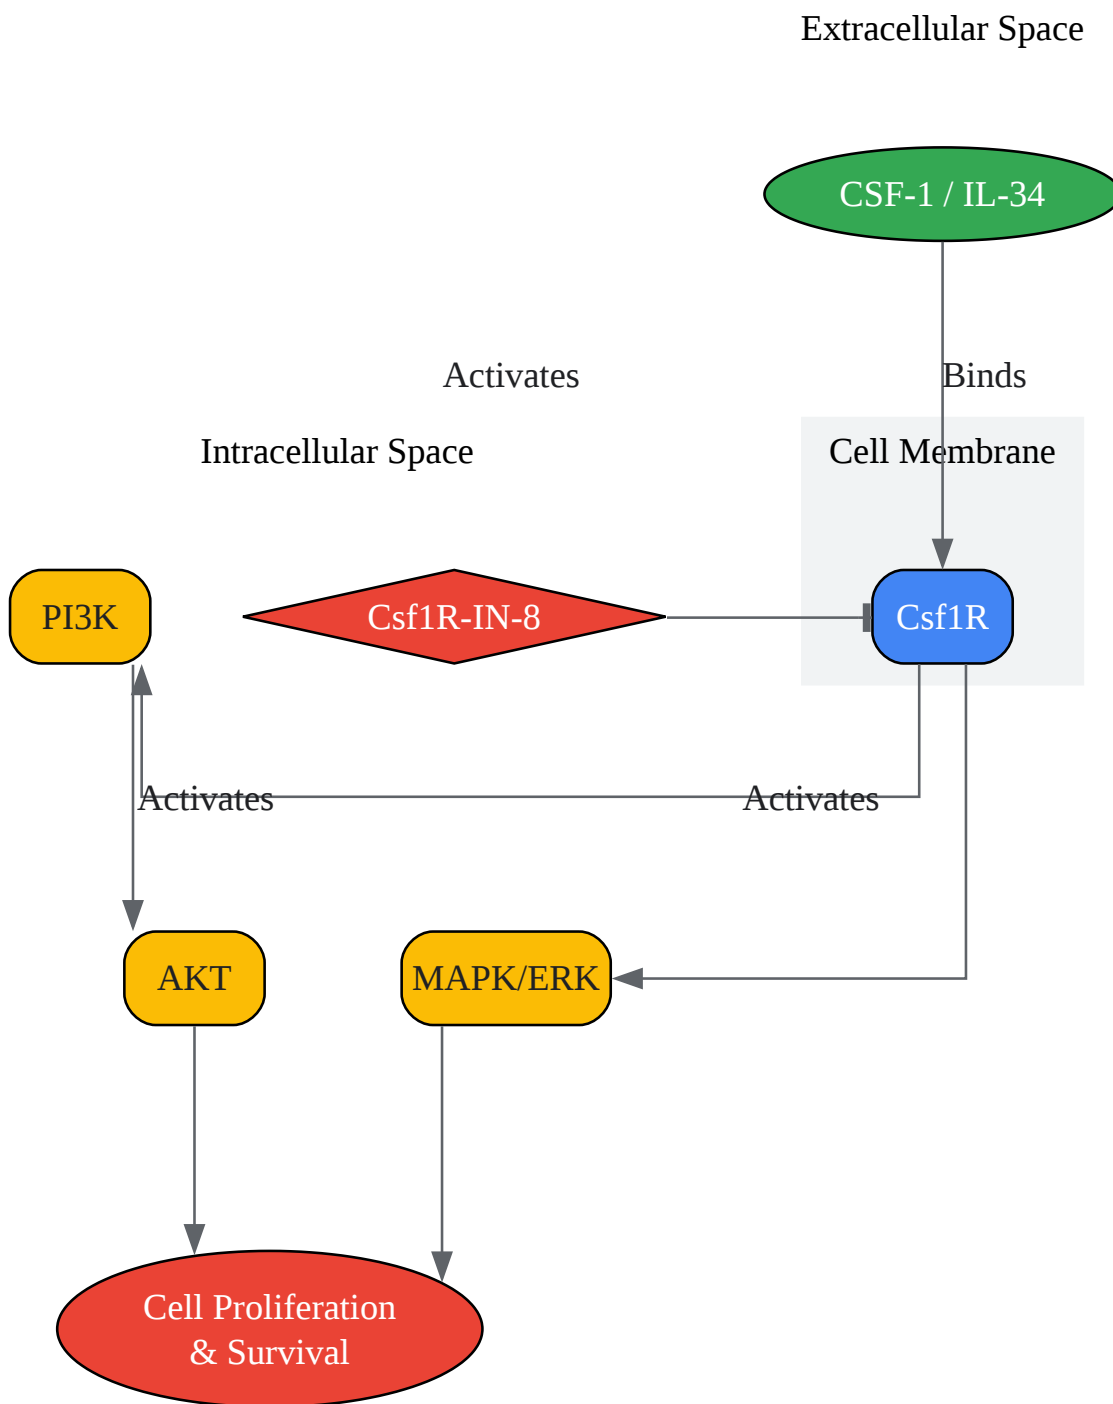 Extracellular Space
CSF-1 / IL-34
Activates
Binds
Intracellular Space
Cell Membrane
PI3K
Csf1R-IN-8
Csf1R
Activates
Activates
AKT
MAPK/ERK
Cell Proliferation
& Survival